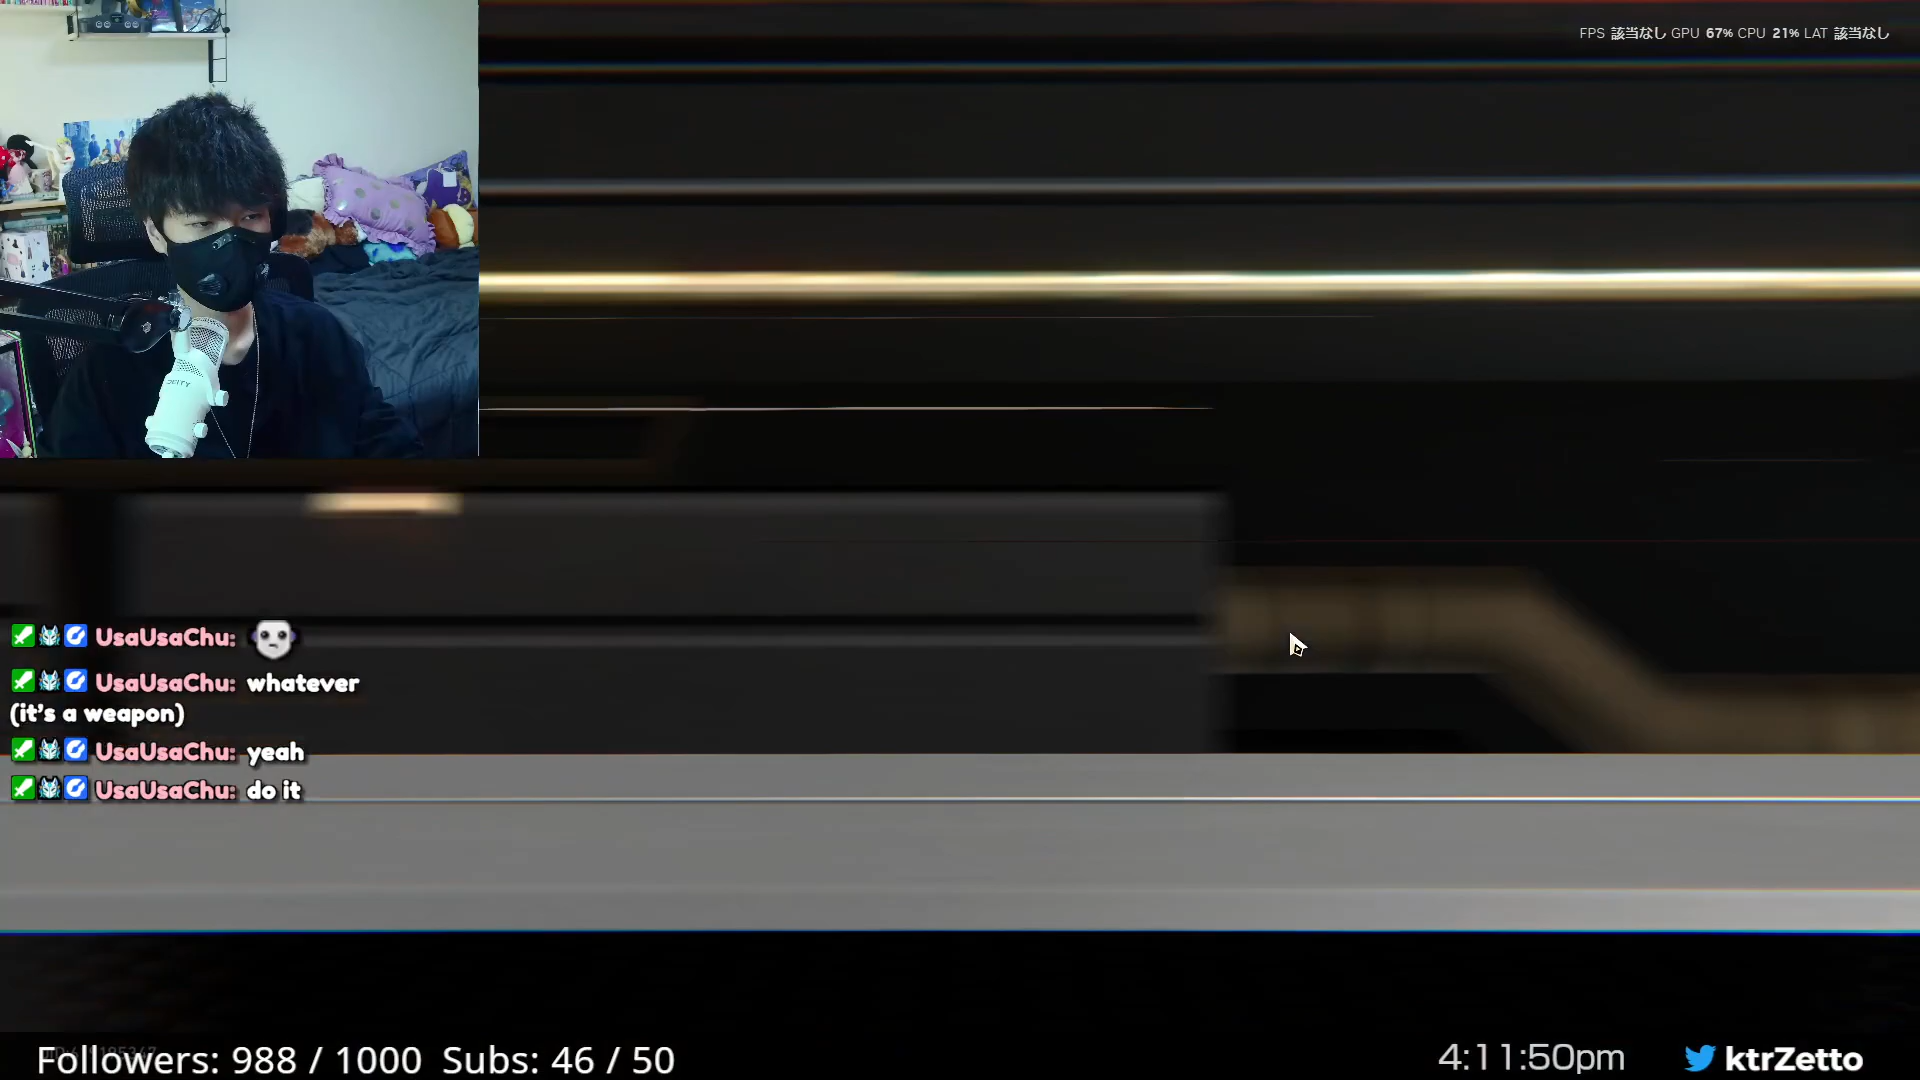 FPS 該当なし GPU 67% CPU 21% LAT 該当なし
DEITY
UsaUsaChu:
UsaUsaChu: whatever
(it's a weapon)
UsaUsaChu: yeah
UsaUsaChu: do it
Followers: 988 / 1000 Subs: 46 / 50
4:11:50pm
ktrZetto